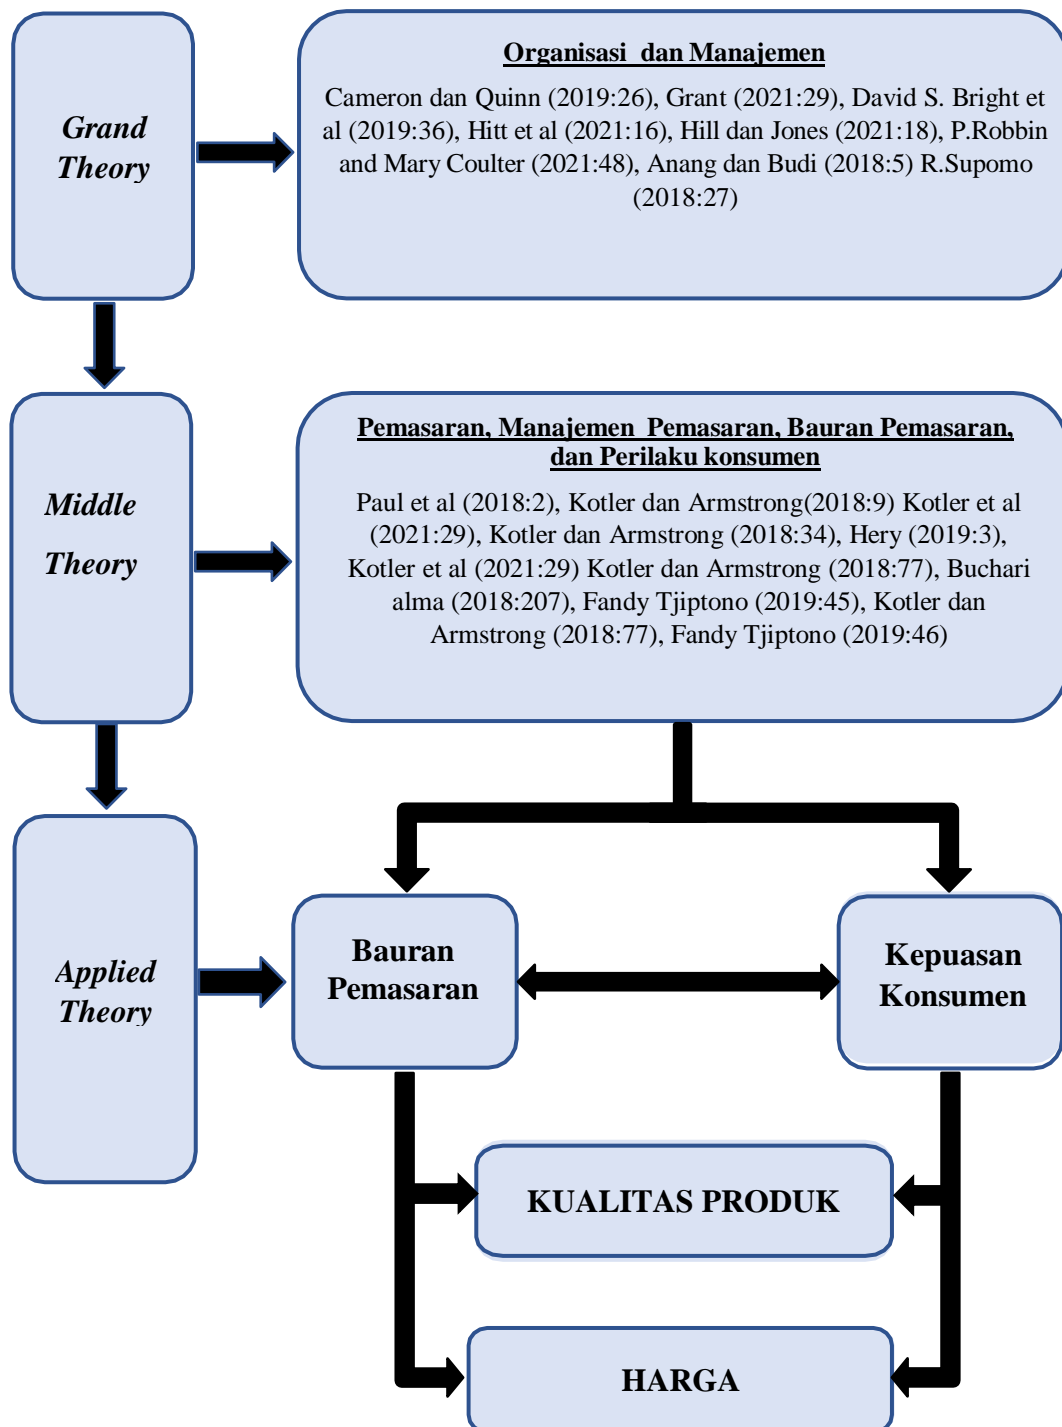 Grand
Theory
Organisasi dan Manajemen
Cameron dan Quinn (2019:26), Grant (2021:29), David S. Bright et
al (2019:36), Hitt et al (2021:16), Hill dan Jones (2021:18), P.Robbin
and Mary Coulter (2021:48), Anang dan Budi (2018:5) R.Supomo
(2018:27)
Middle
Theory
Pemasaran, Manajemen Pemasaran, Bauran Pemasaran,
dan Perilaku konsumen
Paul et al (2018:2), Kotler dan Armstrong(2018:9) Kotler et al
(2021:29), Kotler dan Armstrong (2018:34), Hery (2019:3),
Kotler et al (2021:29) Kotler dan Armstrong (2018:77), Buchari
alma (2018:207), Fandy Tjiptono (2019:45), Kotler dan
Armstrong (2018:77), Fandy Tjiptono (2019:46)
Applied
Theory
Bauran
Pemasaran
Kepuasan
Konsumen
KUALITAS PRODUK
HARGA